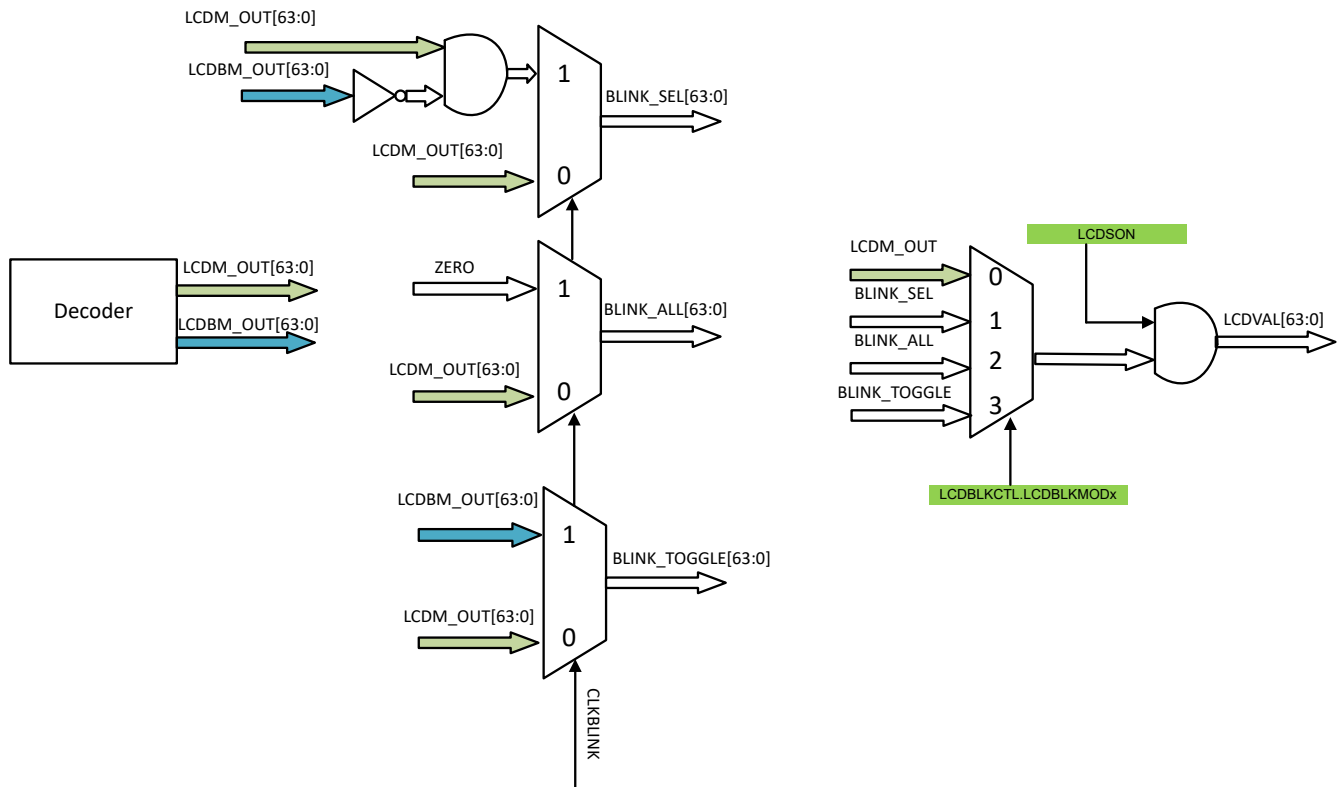 LCDM_OUT[63:0]
LCDBM_OUT[63:0]
1
BLINK_SEL[63:0]
LCDM_OUT[63:0]
0
Decoder
LCDM_OUT[63:0]
LCDBM_OUT[63:0]
ZERO
1
BLINK_ALL[63:0]
LCDM_OUT[63:0]
0
LCDBM_OUT[63:0]
1
BLINK_TOGGLE[63:0]
LCDM_OUT[63:0]
0
CLKBLINK
LCDSON
LCDM_OUT
0
BLINK_SEL
1
BLINK_ALL
2
BLINK_TOGGLE
3
LCDVAL[63:0]
LCDBLKCTL.LCDBLKMODx